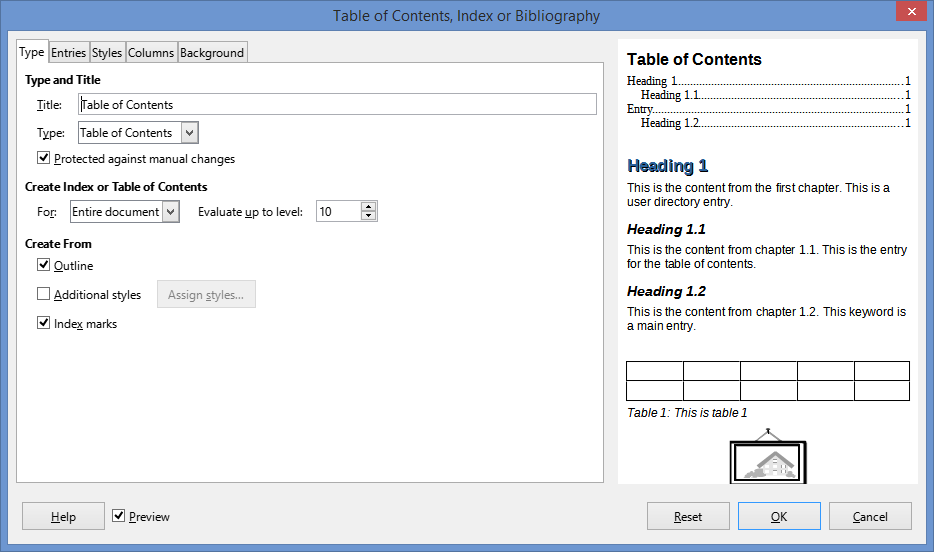 Table of Contents, Index or Bibliography
Type Entries Styles Columns Background
Type and Title
Title: Table of Contents
Type: Table of Contents
Protected against manual changes
Create Index or Table of Contents
For: Entire document Evaluate up to level: 10
Create From
Outline
Additional styles Assign styles...
Index marks
Table of Contents
Heading 1.......................................................1
Heading 1.1.......................................................1
Entry.......................................................1
Heading 1.2.......................................................1
Heading 1
This is the content from the first chapter. This is a
user directory entry.
Heading 1.1
This is the content from chapter 1.1. This is the entry
for the table of contents.
Heading 1.2
This is the content from chapter 1.2. This keyword is
a main entry.
Table 1: This is table 1
Help Preview Reset OK Cancel